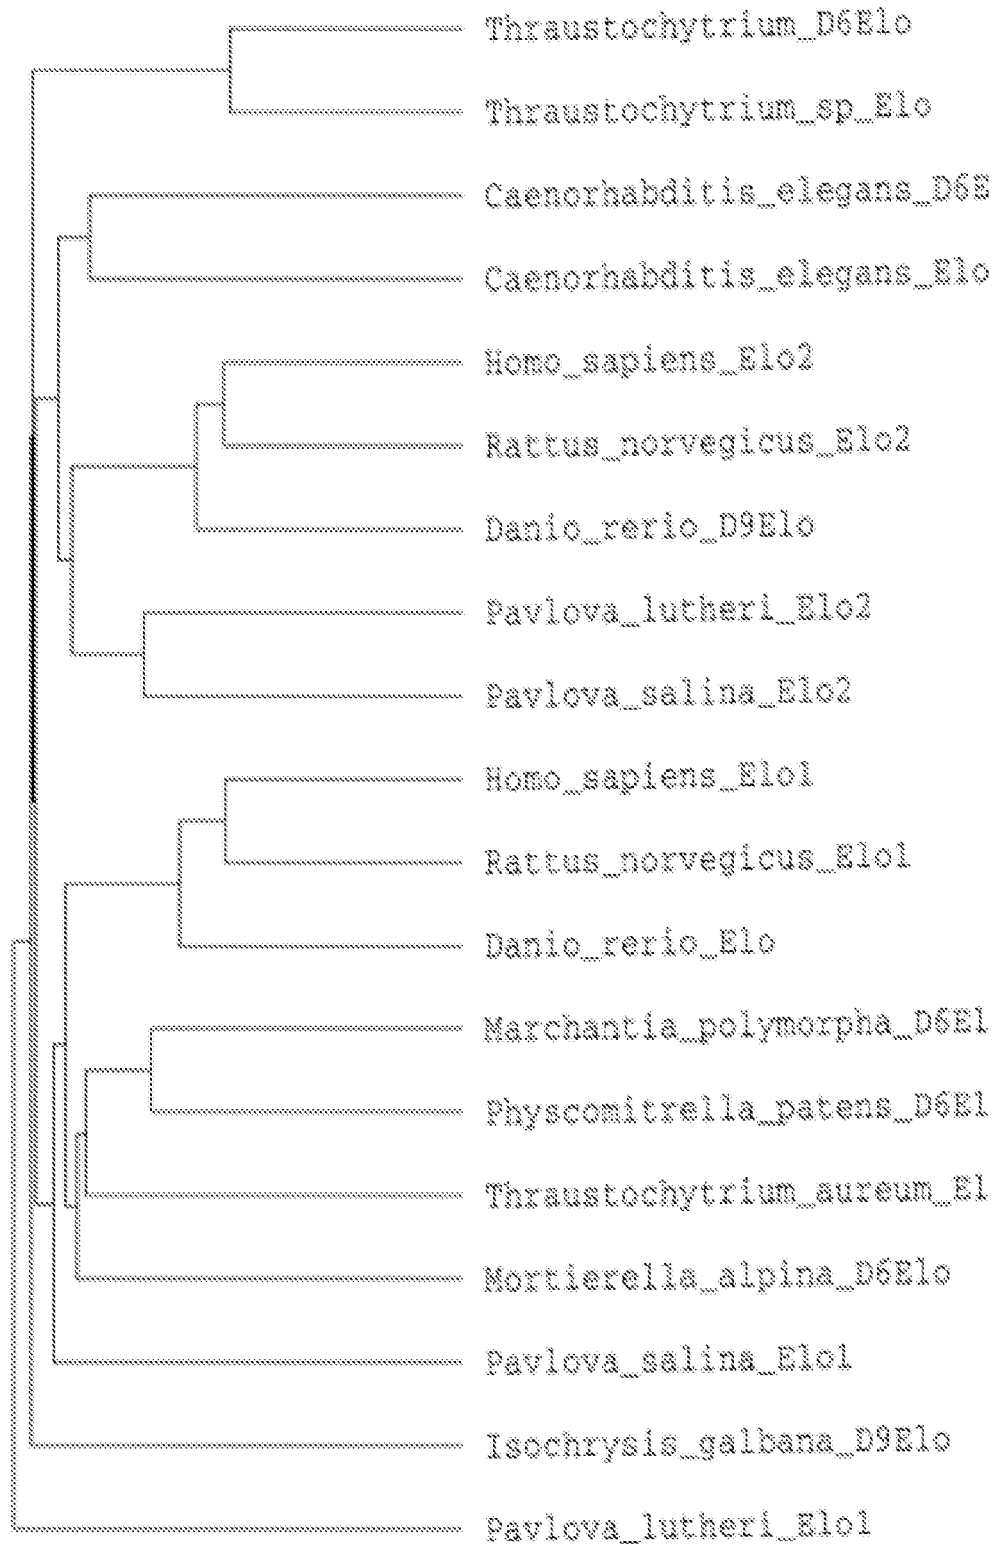 Thraustochytrium_D6Elo
Thraustochytrium_sp_Elo
Caenorhabditis_elegans_D6E
Caenorhabditis_elegans_Elo
Homo_sapiens_Elo2
Rattus_norvegicus_Elo2
Danio_rerio_D9Elo
Pavlova_lutheri_Elo2
Pavlova_salina_Elo2
Homo_sapiens_Elo1
Rattus_norvegicus_Elo1
Danio_rerio_Elo
Marchantia_polymorpha_D6El
Physcomitrella_patens_D6El
Thraustochytrium_aureum_El
Mortierella_alpina_D6Elo
Pavlova_salina_Elo1
Isochrysis_galbana_D9Elo
Pavlova_lutheri_Elo1